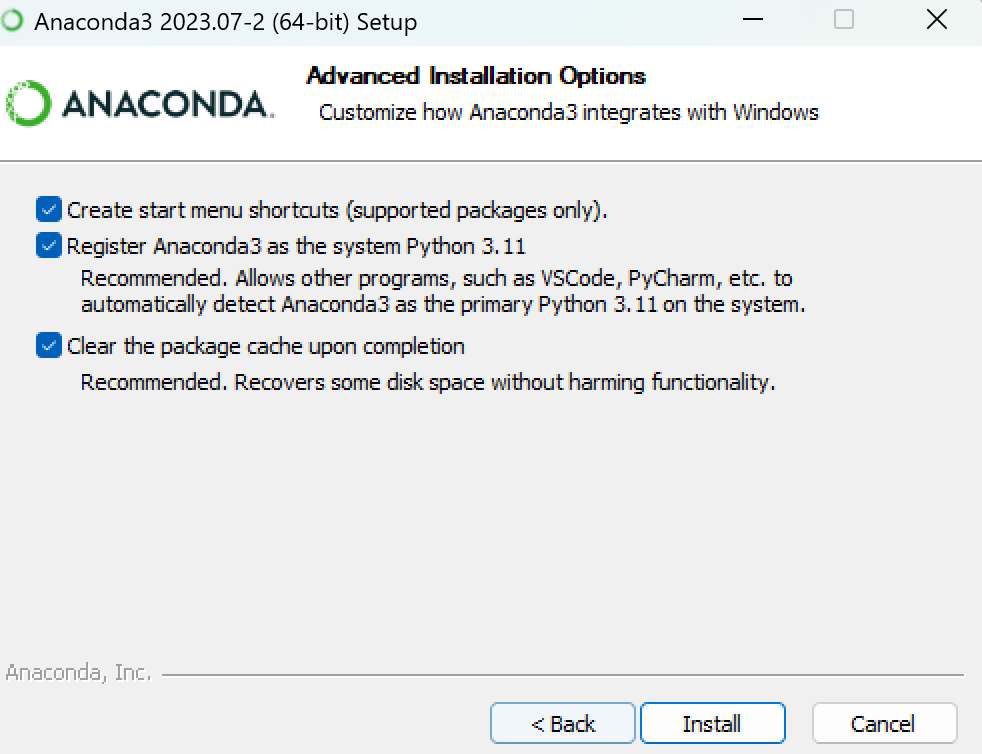 Anaconda3 2023.07-2 (64-bit) Setup
ANACONDA.
Advanced Installation Options
Customize how Anaconda3 integrates with Windows
Create start menu shortcuts (supported packages only).
Register Anaconda3 as the system Python 3.11
Recommended. Allows other programs, such as VSCode, PyCharm, etc. to
automatically detect Anaconda3 as the primary Python 3.11 on the system.
Clear the package cache upon completion
Recommended. Recovers some disk space without harming functionality.
Anaconda, Inc.
< Back Install Cancel